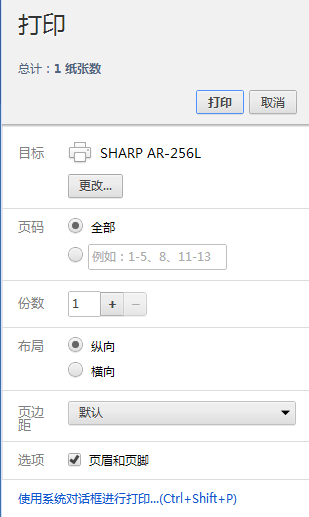 打印
总计：1 纸张数
打印 取消
目标 SHARP AR-256L
更改...
页码 全部
例如：1-5、8、11-13
份数 1 + −
布局 纵向
横向
页边距 默认
选项 页眉和页脚
使用系统对话框进行打印...(Ctrl+Shift+P)